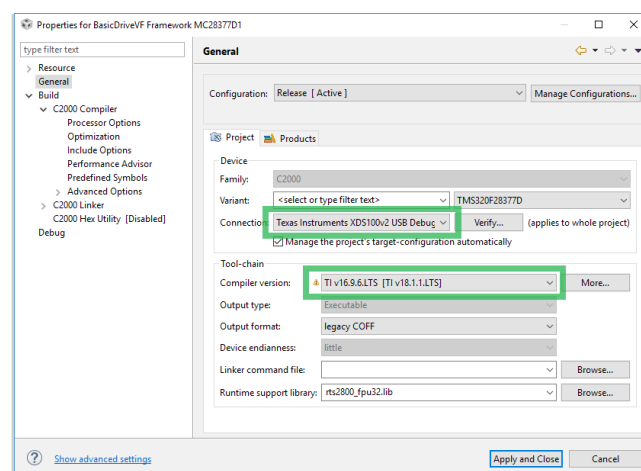 Properties for BasicDriveVF Framework MC28377D1
type filter text
General
Resource
General
Build
C2000 Compiler
Processor Options
Optimization
Include Options
Performance Advisor
Predefined Symbols
Advanced Options
C2000 Linker
C2000 Hex Utility [Disabled]
Debug
Configuration: Release [ Active ] Manage Configurations...
Project Products
Device
Family: C2000
Variant: <select or type filter text> TMS320F28377D
Connection: Texas Instruments XDS100v2 USB Debug Verify... (applies to whole project)
Manage the project's target-configuration automatically
Tool-chain
Compiler version: TI v16.9.6.LTS [TI v18.1.1.LTS] More...
Output type: Executable
Output format: legacy COFF
Device endianness: little
Linker command file: Browse...
Runtime support library: rts2800_fpu32.lib Browse...
? Show advanced settings Apply and Close Cancel